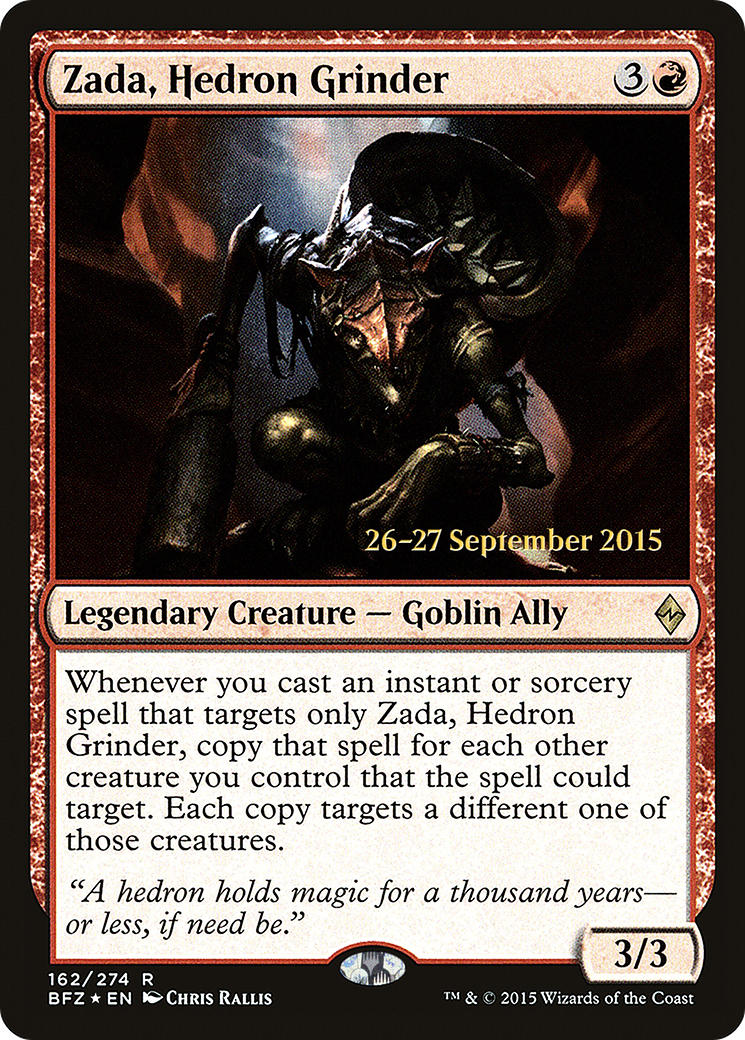 Zada, Hedron Grinder 3
26–27 September 2015
Legendary Creature — Goblin Ally
Whenever you cast an instant or sorcery
spell that targets only Zada, Hedron
Grinder, copy that spell for each other
creature you control that the spell could
target. Each copy targets a different one of
those creatures.
“A hedron holds magic for a thousand years—
or less, if need be.”
3/3
162/274 R
BFZ ★ EN Chris Rallis
™ & © 2015 Wizards of the Coast